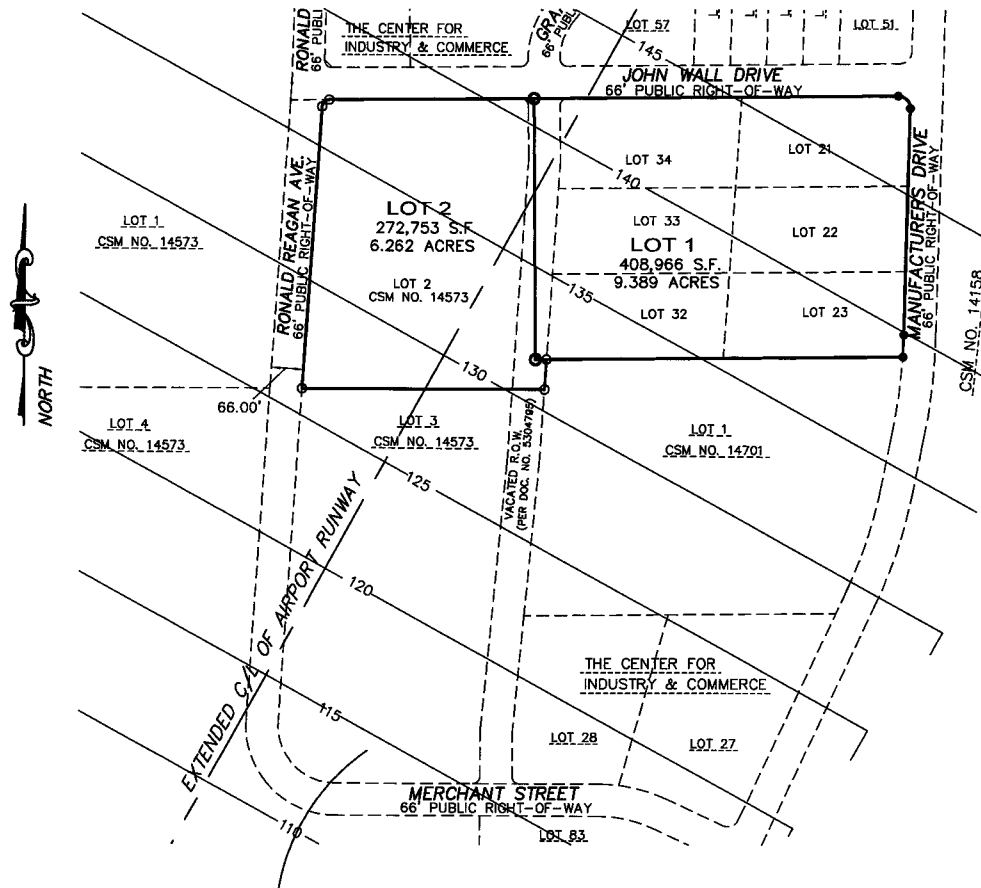 RONALD
66' PUBLI
THE CENTER FOR
INDUSTRY & COMMERCE
GRA
66' PUBL
LOT 57
LOT 51
145
JOHN WALL DRIVE
66' PUBLIC RIGHT-OF-WAY
LOT 34
LOT 21
140
MANUFACTURERS DRIVE
66' PUBLIC RIGHT-OF-WAY
RONALD REAGAN AVE.
66' PUBLIC RIGHT-OF-WAY
LOT 2
272,753 S.F.
6.262 ACRES
LOT 1
CSM NO. 14573
LOT 33
LOT 22
LOT 1
408,966 S.F.
9.389 ACRES
LOT 2
CSM NO. 14573
135
LOT 32
LOT 23
CSM NO. 14158
NORTH
130
66.00'
LOT 4
CSM NO. 14573
LOT 3
CSM NO. 14573
VACATED R.O.W.
(PER DOC. NO. 5304795)
LOT 1
CSM NO. 14701
125
EXTENDED C/L OF AIRPORT RUNWAY
120
THE CENTER FOR
INDUSTRY & COMMERCE
115
LOT 28
LOT 27
MERCHANT STREET
66' PUBLIC RIGHT-OF-WAY
110
LOT 83